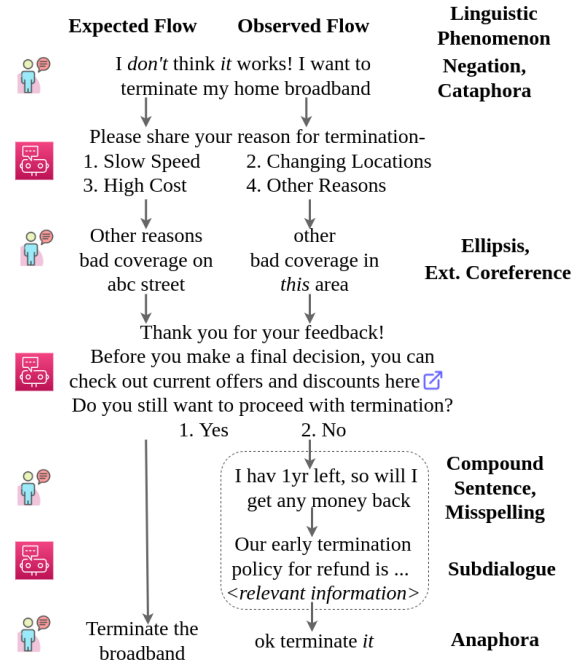 Expected Flow Observed Flow Linguistic
Phenomenon
I don't think it works! I want to
terminate my home broadband
Negation,
Cataphora
Please share your reason for termination-
1. Slow Speed 2. Changing Locations
3. High Cost 4. Other Reasons
Other reasons
bad coverage on
abc street
other
bad coverage in
this area
Ellipsis,
Ext. Coreference
Thank you for your feedback!
Before you make a final decision, you can
check out current offers and discounts here
Do you still want to proceed with termination?
1. Yes 2. No
I hav 1yr left, so will I
get any money back
Compound
Sentence,
Misspelling
Our early termination
policy for refund is ...
<relevant information>
Subdialogue
Terminate the
broadband
ok terminate it
Anaphora